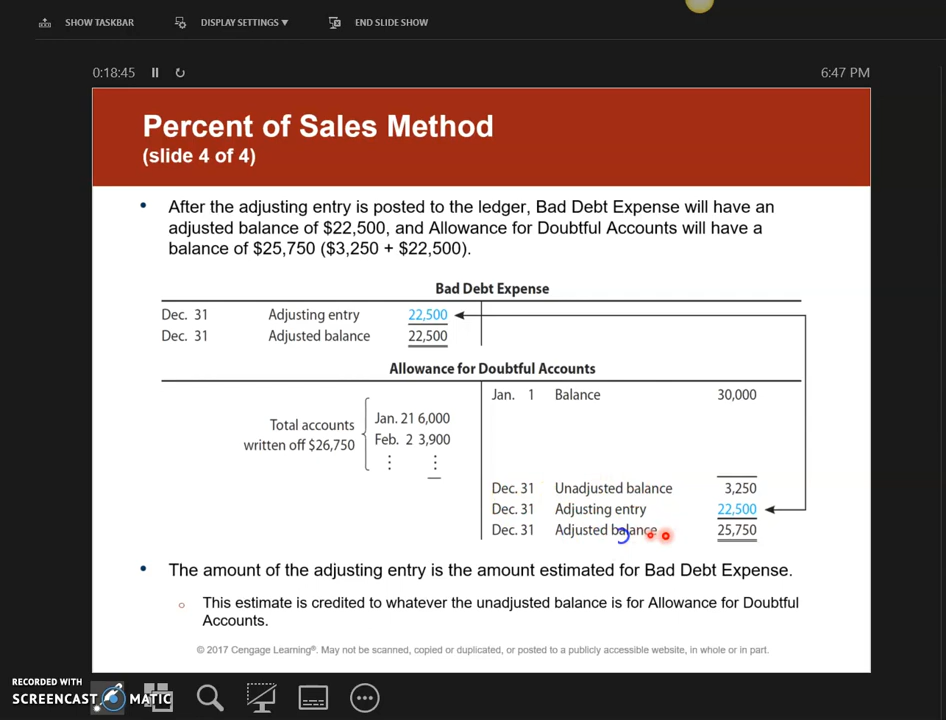 SHOW TASKBAR DISPLAY SETTINGS ▼ END SLIDE SHOW
0:18:45 6:47 PM
Percent of Sales Method
(slide 4 of 4)
• After the adjusting entry is posted to the ledger, Bad Debt Expense will have an
adjusted balance of $22,500, and Allowance for Doubtful Accounts will have a
balance of $25,750 ($3,250 + $22,500).
Bad Debt Expense
Dec. 31 Adjusting entry 22,500
Dec. 31 Adjusted balance 22,500
Allowance for Doubtful Accounts
Jan. 1 Balance 30,000
Total accounts
written off $26,750
Jan. 21 6,000
Feb. 2 3,900
Dec. 31 Unadjusted balance 3,250
Dec. 31 Adjusting entry 22,500
Dec. 31 Adjusted balance 25,750
• The amount of the adjusting entry is the amount estimated for Bad Debt Expense.
○ This estimate is credited to whatever the unadjusted balance is for Allowance for Doubtful
Accounts.
© 2017 Cengage Learning®. May not be scanned, copied or duplicated, or posted to a publicly accessible website, in whole or in part.
RECORDED WITH
SCREENCAST MATIC